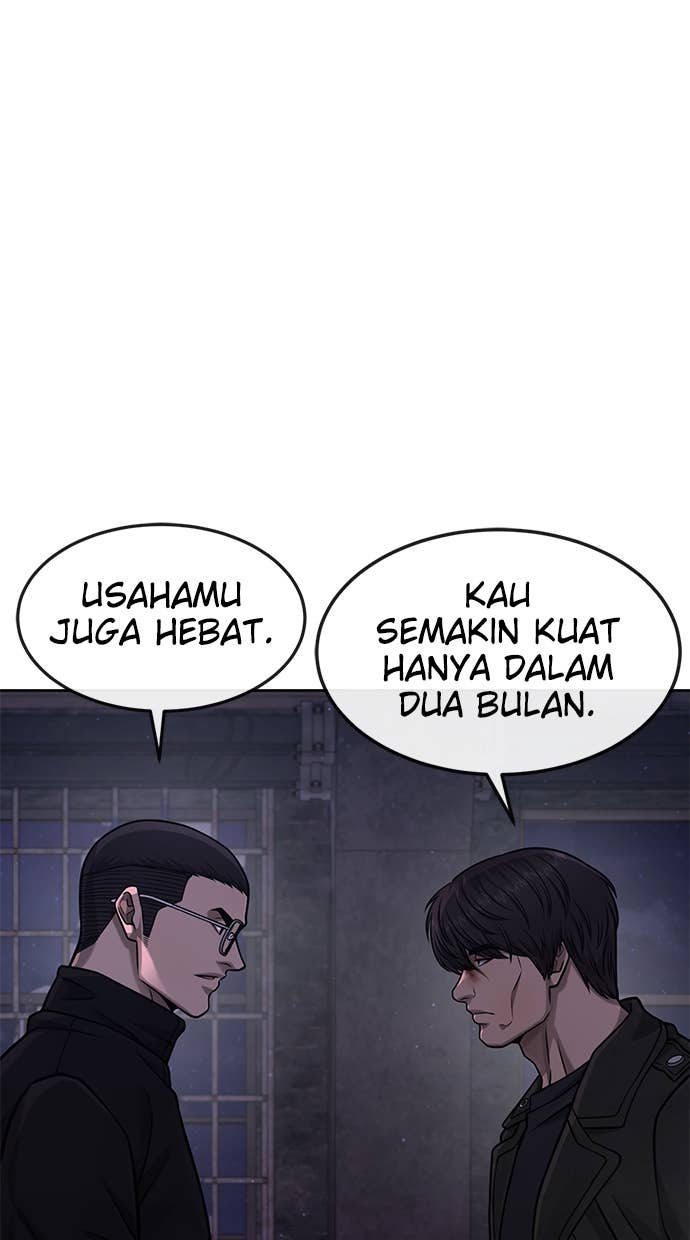 USAHAMU
JUGA HEBAT.
KAU
SEMAKIN KUAT
HANYA DALAM
DUA BULAN.